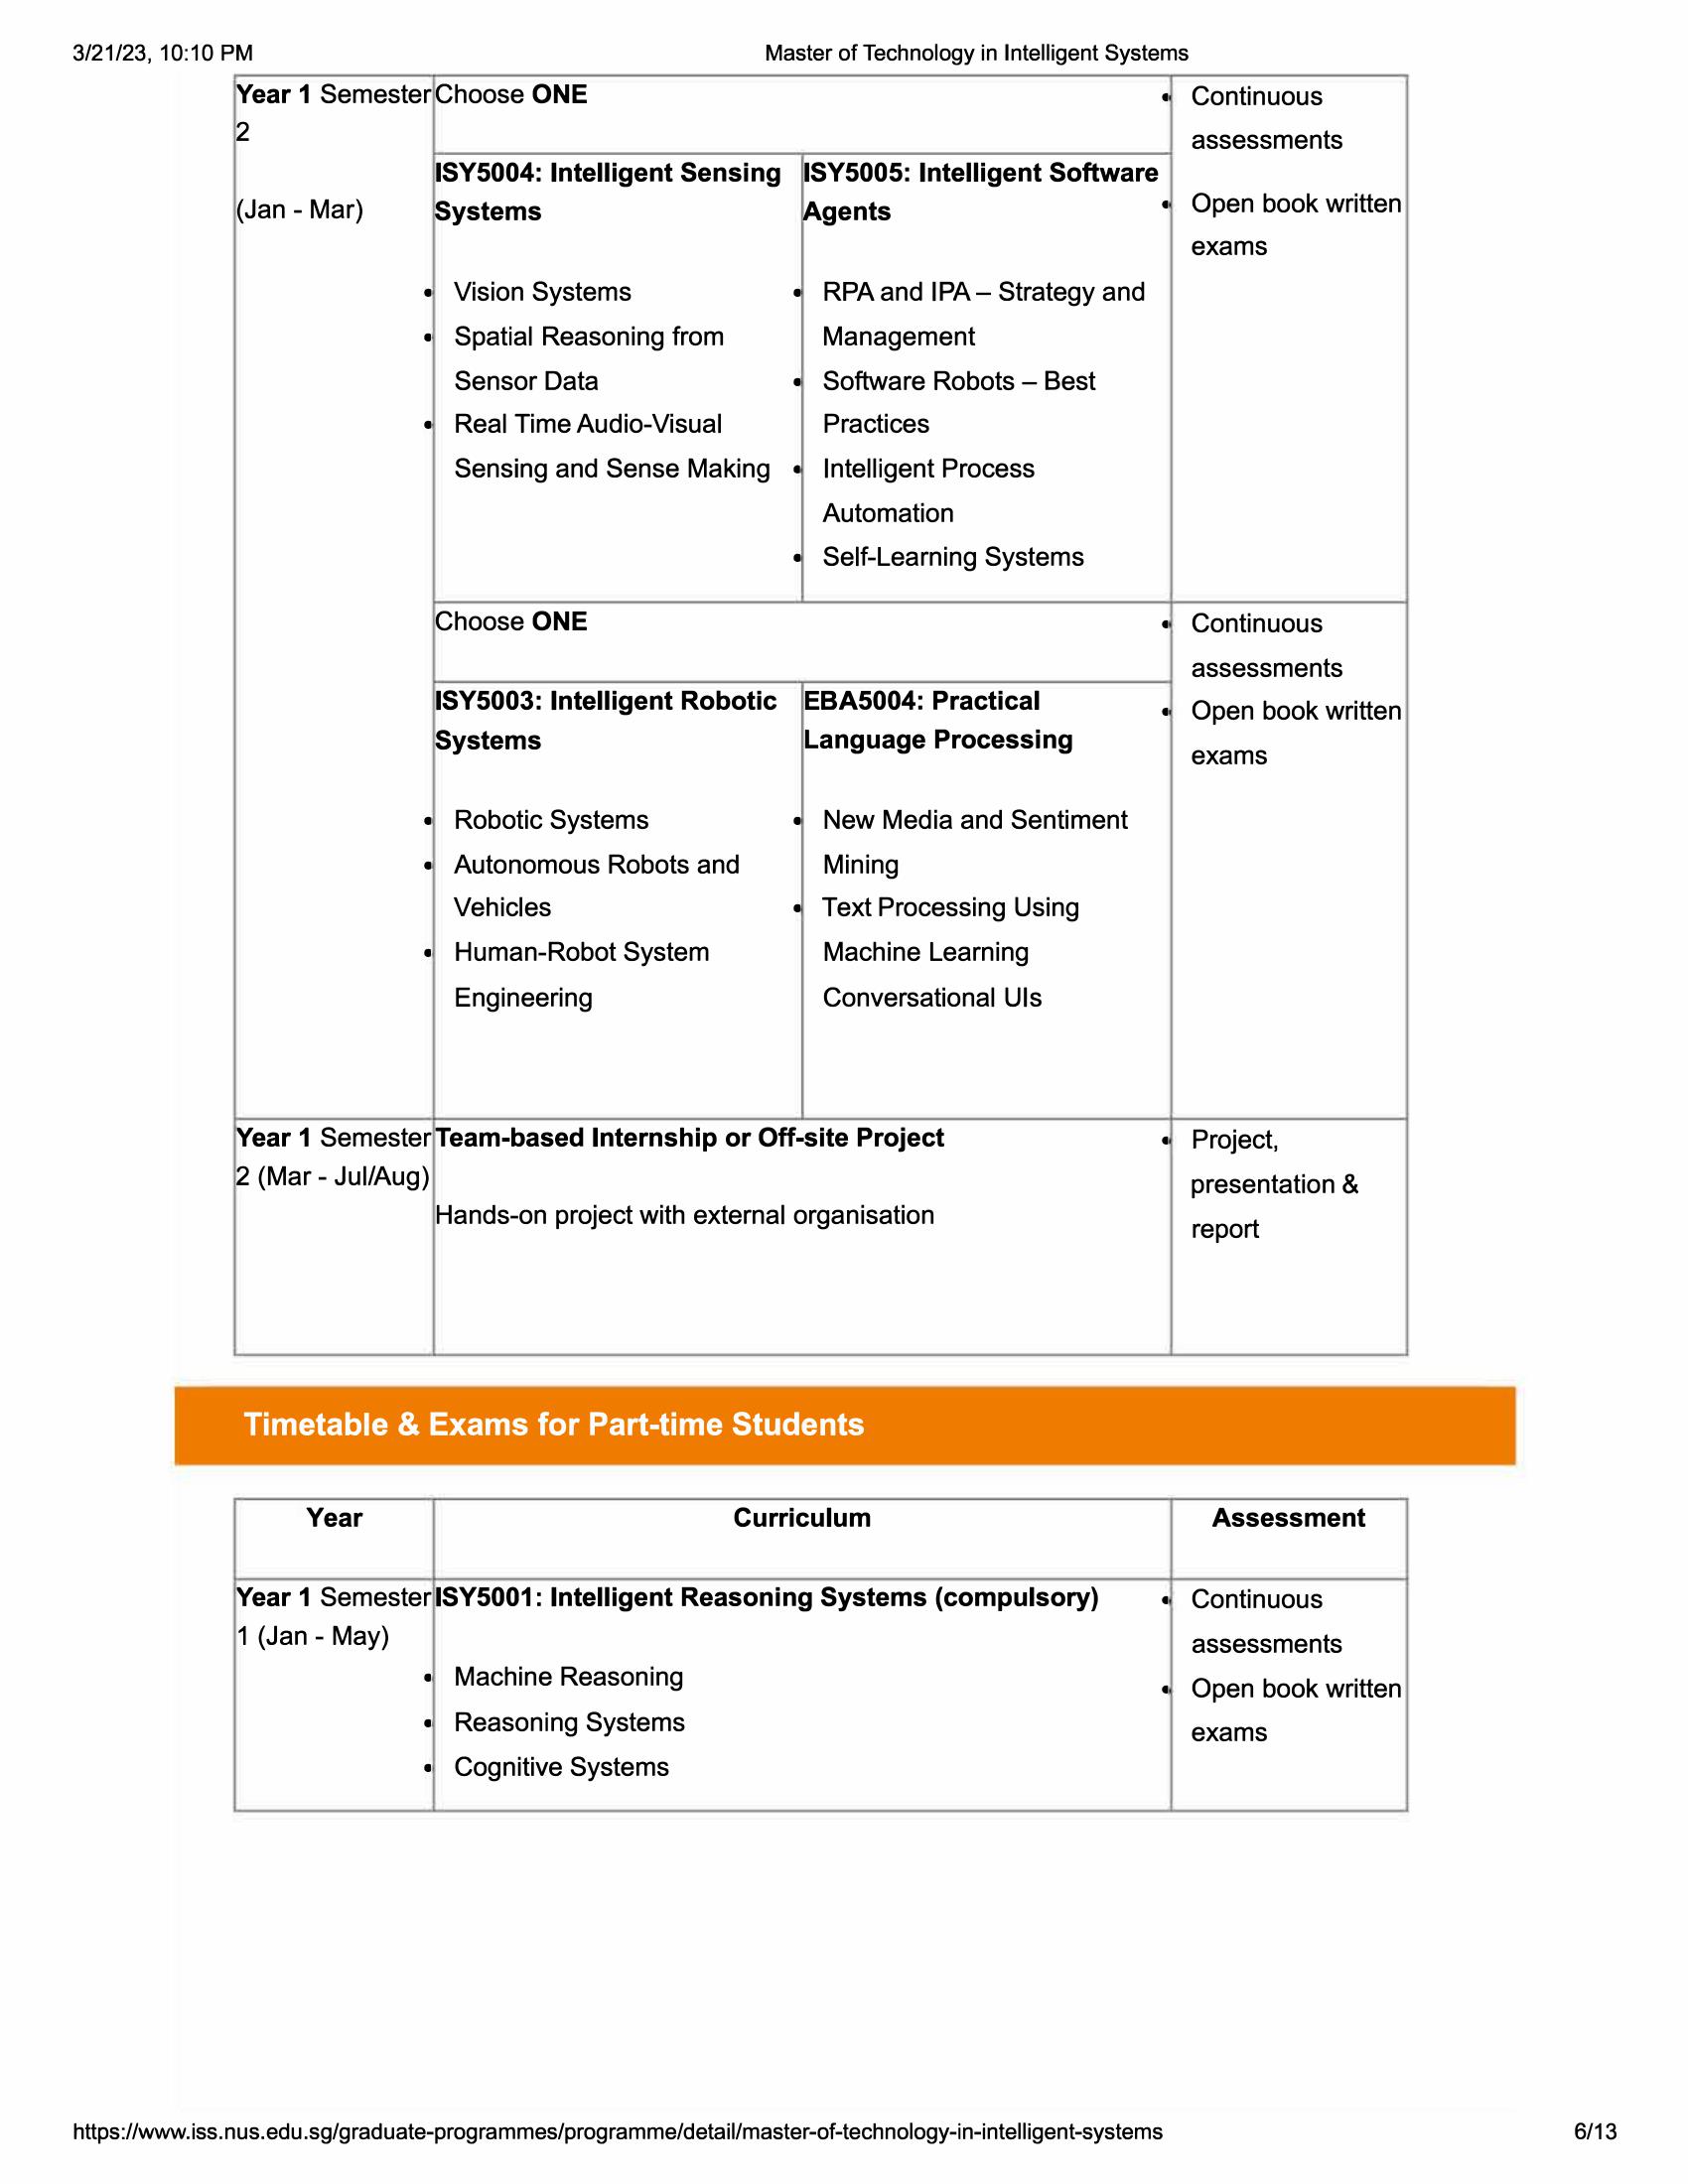 3/21/23, 10:10 PM
Master of Technology in Intelligent Systems
Year 1 Semester
2
(Jan - Mar)
Choose ONE
ISY5004: Intelligent Sensing
Systems
• Vision Systems
• Spatial Reasoning from
Sensor Data
• Real Time Audio-Visual
Sensing and Sense Making
ISY5005: Intelligent Software
Agents
• RPA and IPA – Strategy and
Management
• Software Robots – Best
Practices
• Intelligent Process
Automation
• Self-Learning Systems
• Continuous
assessments
• Open book written
exams
Choose ONE
ISY5003: Intelligent Robotic
Systems
• Robotic Systems
• Autonomous Robots and
Vehicles
• Human-Robot System
Engineering
EBA5004: Practical
Language Processing
• New Media and Sentiment
Mining
• Text Processing Using
Machine Learning
Conversational UIs
• Continuous
assessments
• Open book written
exams
Year 1 Semester
2 (Mar - Jul/Aug)
Team-based Internship or Off-site Project
Hands-on project with external organisation
• Project,
presentation &
report
Timetable & Exams for Part-time Students
Year
Curriculum
Assessment
Year 1 Semester
1 (Jan - May)
ISY5001: Intelligent Reasoning Systems (compulsory)
• Machine Reasoning
• Reasoning Systems
• Cognitive Systems
• Continuous
assessments
• Open book written
exams
https://www.iss.nus.edu.sg/graduate-programmes/programme/detail/master-of-technology-in-intelligent-systems
6/13